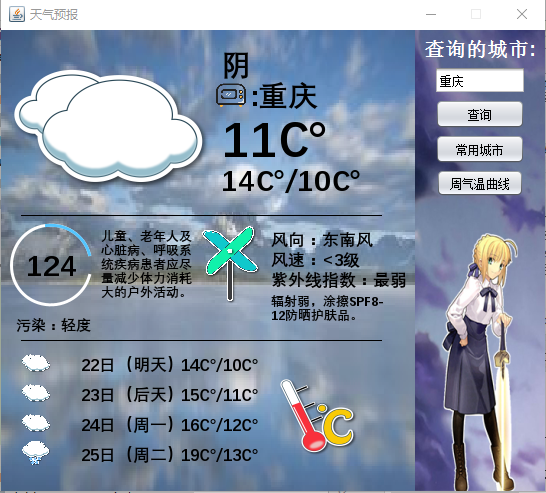 天气预报
查询的城市:
重庆
查询
常用城市
周气温曲线
阴
:重庆
11C°
14C°/10C°
124
儿童、老年人及
心脏病、呼吸系
统疾病患者应尽
量减少体力消耗
大的户外活动。
污染：轻度
风向：东南风
风速：<3级
紫外线指数：最弱
辐射弱，涂擦SPF8-
12防晒护肤品。
22日（明天）14C°/10C°
23日（后天）15C°/11C°
24日（周一）16C°/12C°
25日（周二）19C°/13C°
°C